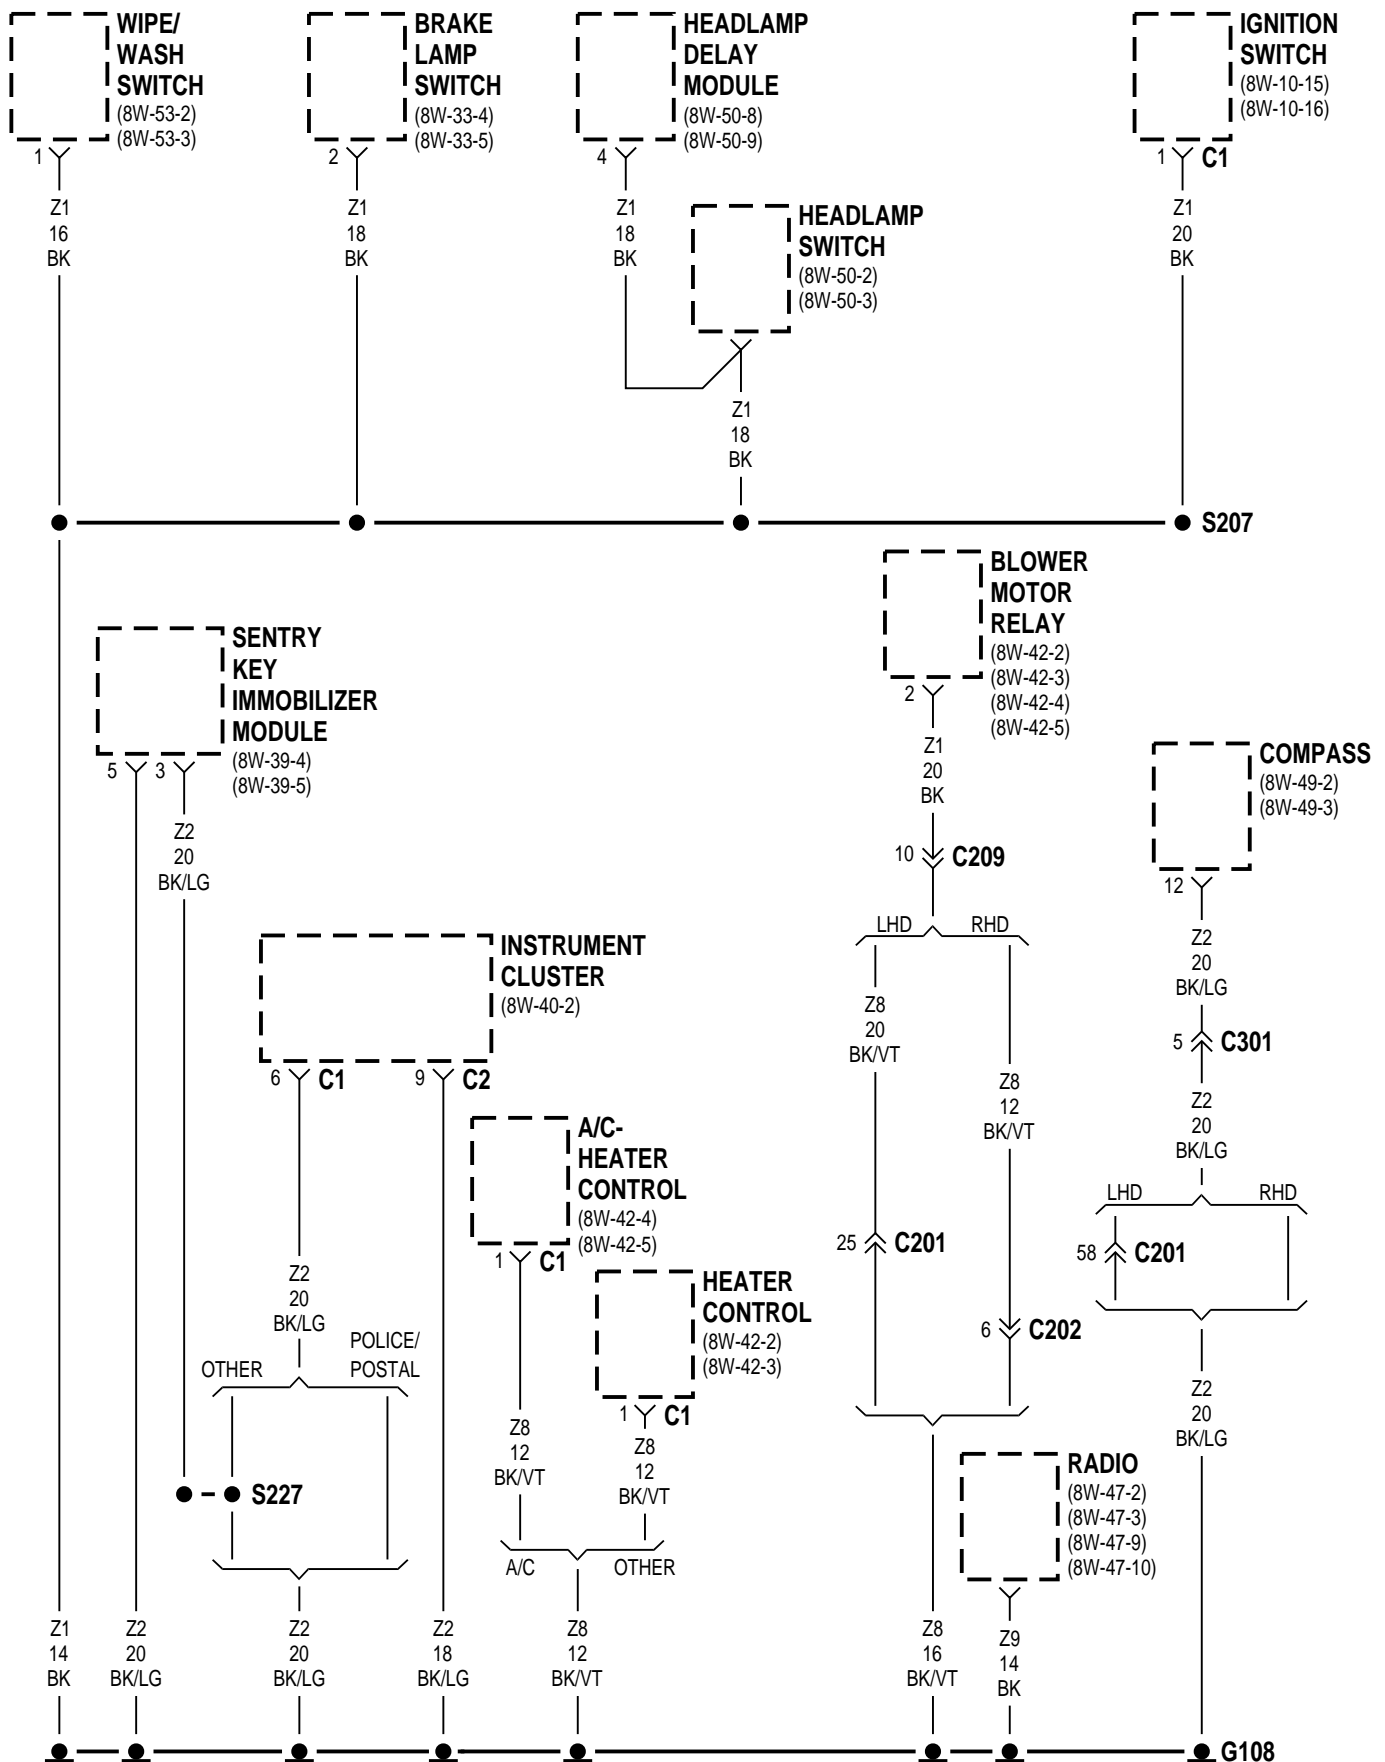 WIPE/
WASH
SWITCH
(8W-53-2)
(8W-53-3)
1
Z1
16
BK
BRAKE
LAMP
SWITCH
(8W-33-4)
(8W-33-5)
2
Z1
18
BK
HEADLAMP
DELAY
MODULE
(8W-50-8)
(8W-50-9)
4
Z1
18
BK
HEADLAMP
SWITCH
(8W-50-2)
(8W-50-3)
Z1
18
BK
IGNITION
SWITCH
(8W-10-15)
(8W-10-16)
1 C1
Z1
20
BK
S207
SENTRY
KEY
IMMOBILIZER
MODULE
(8W-39-4)
(8W-39-5)
5 3
Z2
20
BK/LG
BLOWER
MOTOR
RELAY
(8W-42-2)
(8W-42-3)
(8W-42-4)
(8W-42-5)
2
Z1
20
BK
10 C209
LHD RHD
Z8
20
BK/VT
Z8
12
BK/VT
25 C201
6 C202
COMPASS
(8W-49-2)
(8W-49-3)
12
Z2
20
BK/LG
5 C301
Z2
20
BK/LG
LHD RHD
58 C201
Z2
20
BK/LG
INSTRUMENT
CLUSTER
(8W-40-2)
6 C1 9 C2
Z2
20
BK/LG
OTHER
POLICE/
POSTAL
S227
A/C-
HEATER
CONTROL
(8W-42-4)
(8W-42-5)
1 C1
Z8
12
BK/VT
HEATER
CONTROL
(8W-42-2)
(8W-42-3)
1 C1
Z8
12
BK/VT
A/C OTHER
RADIO
(8W-47-2)
(8W-47-3)
(8W-47-9)
(8W-47-10)
Z1
14
BK
Z2
20
BK/LG
Z2
20
BK/LG
Z2
18
BK/LG
Z8
12
BK/VT
Z8
16
BK/VT
Z9
14
BK
G108